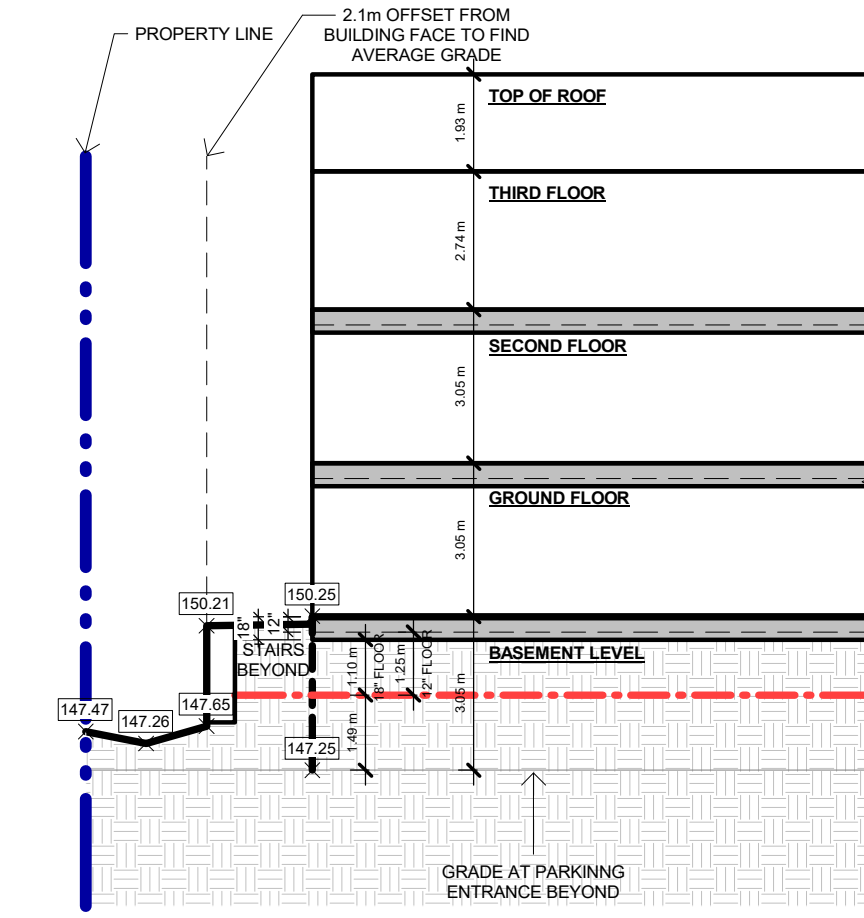 PROPERTY LINE
2.1m OFFSET FROM
BUILDING FACE TO FIND
AVERAGE GRADE
TOP OF ROOF
1.93 m
THIRD FLOOR
2.74 m
SECOND FLOOR
3.05 m
GROUND FLOOR
3.05 m
150.21
150.25
18"
12"
STAIRS
BEYOND
BASEMENT LEVEL
1.10 m
18" FLOOR
1.25 m
12" FLOOR
3.05 m
147.47
147.26
147.65
147.25
1.49 m
GRADE AT PARKINNG
ENTRANCE BEYOND